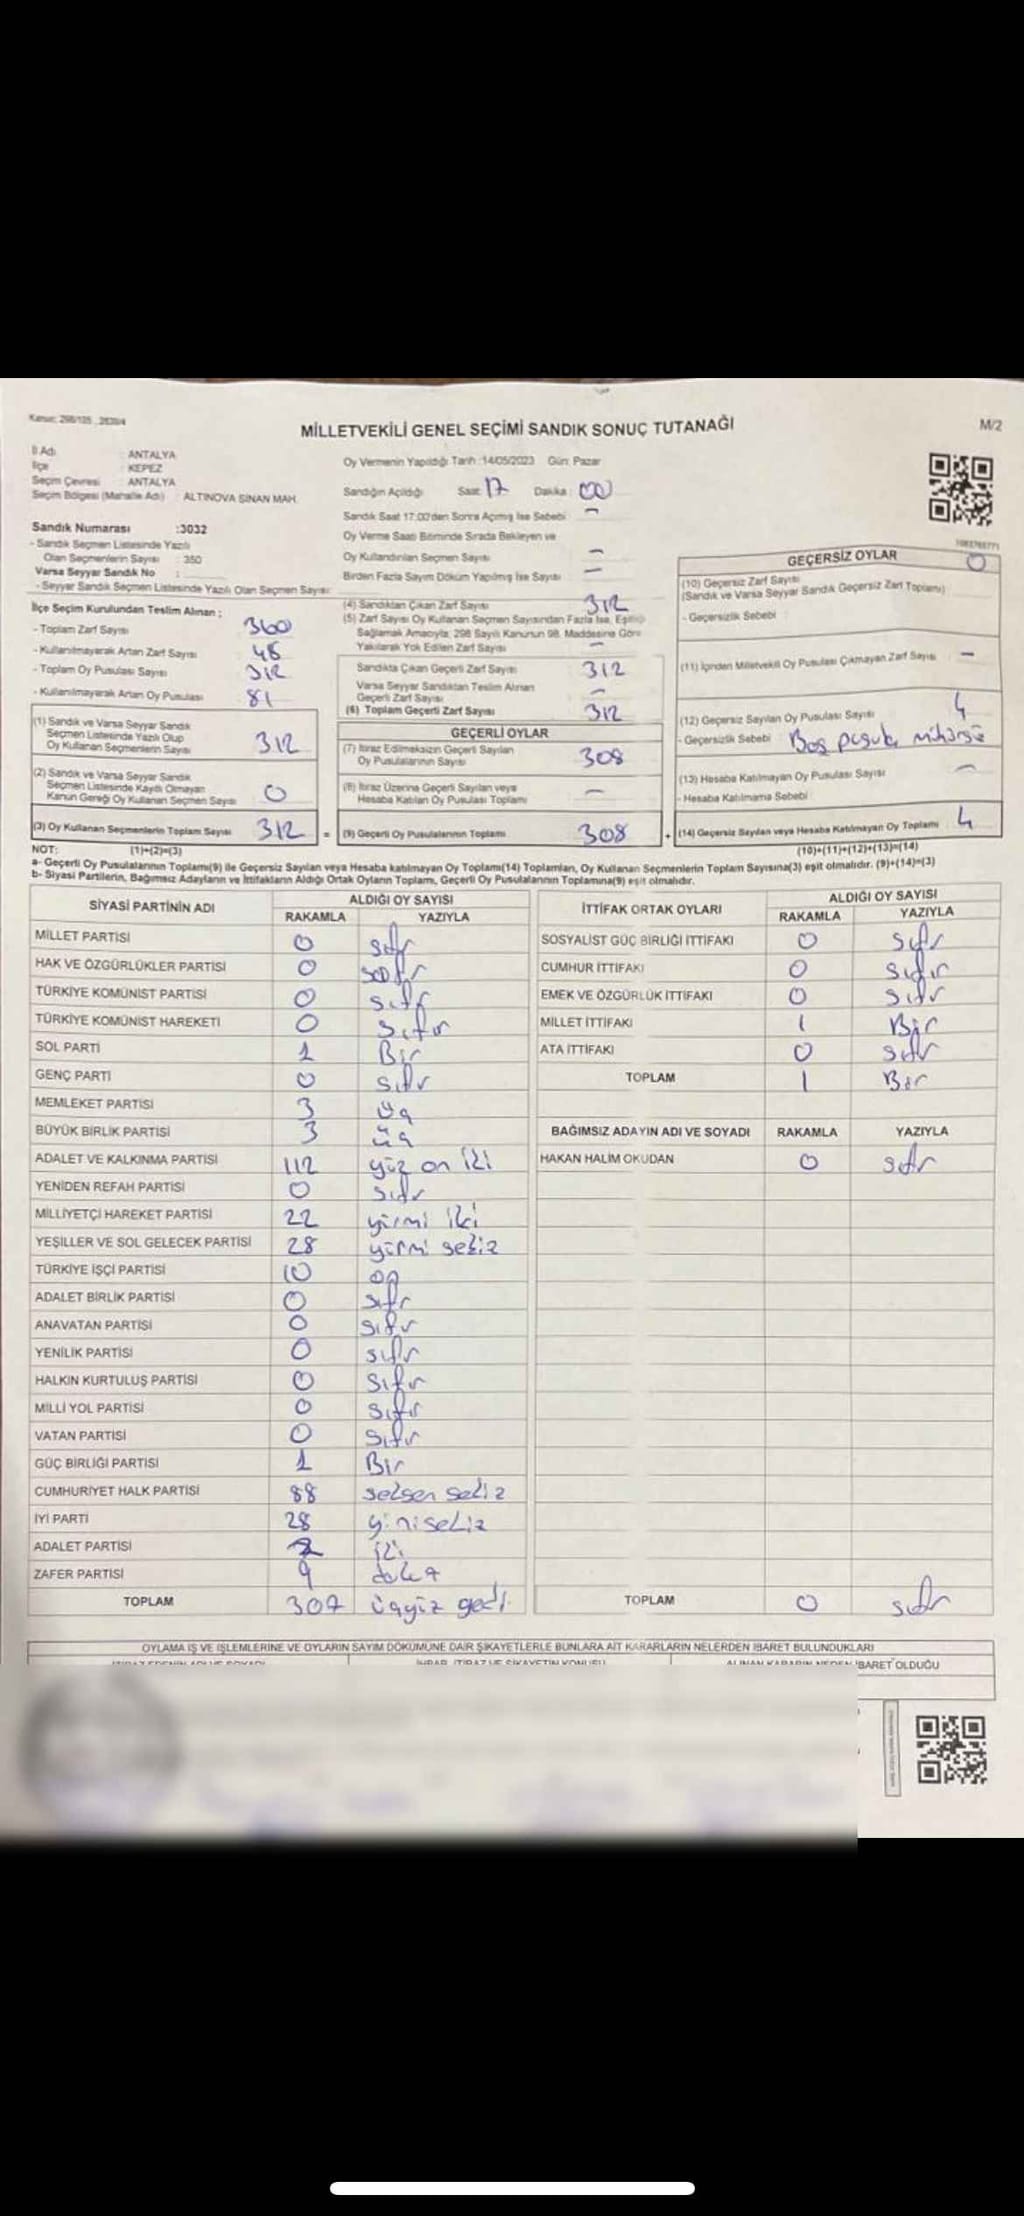 Kanun: 298/105 , 2839/4
MİLLETVEKİLİ GENEL SEÇİMİ SANDIK SONUÇ TUTANAĞI
M/2
İl Adı : ANTALYA
İlçe : KEPEZ
Seçim Çevresi : ANTALYA
Seçim Bölgesi (Mahalle Adı) : ALTINOVA SİNAN MAH.
Oy Vermenin Yapıldığı Tarih :14/05/2023 Gün: Pazar
Sandığın Açıldığı Saat: 17 Dakika : 00
Sandık Saat 17:00'den Sonra Açılmış İse Sebebi : –
Oy Verme Saati Bitiminde Sırada Bekleyen ve
Oy Kullandırılan Seçmen Sayısı –
Birden Fazla Sayım Döküm Yapılmış İse Sayısı –
Sandık Numarası :3032
- Sandık Seçmen Listesinde Yazılı
Olan Seçmenlerin Sayısı : 350
Varsa Seyyar Sandık No :
- Seyyar Sandık Seçmen Listesinde Yazılı Olan Seçmen Sayısı:
İlçe Seçim Kurulundan Teslim Alınan ;
- Toplam Zarf Sayısı 360
- Kullanılmayarak Artan Zarf Sayısı 48
- Toplam Oy Pusulası Sayısı 312
- Kullanılmayarak Artan Oy Pusulası 81
(1) Sandık ve Varsa Seyyar Sandık
Seçmen Listesinde Yazılı Olup
Oy Kullanan Seçmenlerin Sayısı 312
(2) Sandık ve Varsa Seyyar Sandık
Seçmen Listesinde Kayıtlı Olmayan
Kanun Gereği Oy Kullanan Seçmen Sayısı 0
(3) Oy Kullanan Seçmenlerin Toplam Sayısı 312 =
(4) Sandıktan Çıkan Zarf Sayısı 312
(5) Zarf Sayısı Oy Kullanan Seçmen Sayısından Fazla İse, Eşitliği
Sağlamak Amacıyla, 298 Sayılı Kanunun 98. Maddesine Göre
Yakılarak Yok Edilen Zarf Sayısı –
Sandıkta Çıkan Geçerli Zarf Sayısı 312
Varsa Seyyar Sandıktan Teslim Alınan
Geçerli Zarf Sayısı –
(6) Toplam Geçerli Zarf Sayısı 312
GEÇERLİ OYLAR
(7) İtiraz Edilmeksizin Geçerli Sayılan
Oy Pusulalarının Sayısı 308
(8) İtiraz Üzerine Geçerli Sayılan veya
Hesaba Katılan Oy Pusulası Toplamı –
(9) Geçerli Oy Pusulalarının Toplamı 308 +
GEÇERSİZ OYLAR
(10) Geçersiz Zarf Sayısı 0
(Sandık ve Varsa Seyyar Sandık Geçersiz Zarf Toplamı)
- Geçersizlik Sebebi :
(11) İçinden Milletvekili Oy Pusulası Çıkmayan Zarf Sayısı –
(12) Geçersiz Sayılan Oy Pusulası Sayısı 4
- Geçersizlik Sebebi : Boş pusula, mühürsüz
(13) Hesaba Katılmayan Oy Pusulası Sayısı –
- Hesaba Katılmama Sebebi :
(14) Geçersiz Sayılan veya Hesaba Katılmayan Oy Toplamı 4
NOT: (1)+(2)=(3)
(10)+(11)+(12)+(13)=(14)
a- Geçerli Oy Pusulalarının Toplamı(9) ile Geçersiz Sayılan veya Hesaba katılmayan Oy Toplamı(14) Toplamları, Oy Kullanan Seçmenlerin Toplam Sayısına(3) eşit olmalıdır. (9)+(14)=(3)
b- Siyasi Partilerin, Bağımsız Adayların ve İttifakların Aldığı Ortak Oyların Toplamı, Geçerli Oy Pusulalarının Toplamına(9) eşit olmalıdır.
SİYASİ PARTİNİN ADI ALDIĞI OY SAYISI
RAKAMLA YAZIYLA
MİLLET PARTİSİ 0 sıfır
HAK VE ÖZGÜRLÜKLER PARTİSİ 0 sıfır
TÜRKİYE KOMÜNİST PARTİSİ 0 sıfır
TÜRKİYE KOMÜNİST HAREKETİ 0 sıfır
SOL PARTİ 1 Bir
GENÇ PARTİ 0 sıfır
MEMLEKET PARTİSİ 3 üç
BÜYÜK BİRLİK PARTİSİ 3 üç
ADALET VE KALKINMA PARTİSİ 112 yüz on iki
YENİDEN REFAH PARTİSİ 0 sıfır
MİLLİYETÇİ HAREKET PARTİSİ 22 yirmi iki
YEŞİLLER VE SOL GELECEK PARTİSİ 28 yirmi sekiz
TÜRKİYE İŞÇİ PARTİSİ 10 on
ADALET BİRLİK PARTİSİ 0 sıfır
ANAVATAN PARTİSİ 0 sıfır
YENİLİK PARTİSİ 0 sıfır
HALKIN KURTULUŞ PARTİSİ 0 sıfır
MİLLİ YOL PARTİSİ 0 sıfır
VATAN PARTİSİ 0 sıfır
GÜÇ BİRLİĞİ PARTİSİ 1 Bir
CUMHURİYET HALK PARTİSİ 88 seksen sekiz
İYİ PARTİ 28 yirmi sekiz
ADALET PARTİSİ 2 iki
ZAFER PARTİSİ 9 dokuz
TOPLAM 307 üçyüz yedi
İTTİFAK ORTAK OYLARI ALDIĞI OY SAYISI
RAKAMLA YAZIYLA
SOSYALİST GÜÇ BİRLİĞİ İTTİFAKI 0 sıfır
CUMHUR İTTİFAKI 0 sıfır
EMEK VE ÖZGÜRLÜK İTTİFAKI 0 sıfır
MİLLET İTTİFAKI 1 Bir
ATA İTTİFAKI 0 sıfır
TOPLAM 1 Bir
BAĞIMSIZ ADAYIN ADI VE SOYADI RAKAMLA YAZIYLA
HAKAN HALİM OKUDAN 0 sıfır
TOPLAM 0 sıfır
OYLAMA İŞ VE İŞLEMLERİNE VE OYLARIN SAYIM DÖKÜMÜNE DAİR ŞİKAYETLERLE BUNLARA AİT KARARLARIN NELERDEN İBARET BULUNDUKLARI
İHBAR, İTİRAZ VE ŞİKAYETİN KONUSU
ALINAN KARARIN NEDEN İBARET OLDUĞU